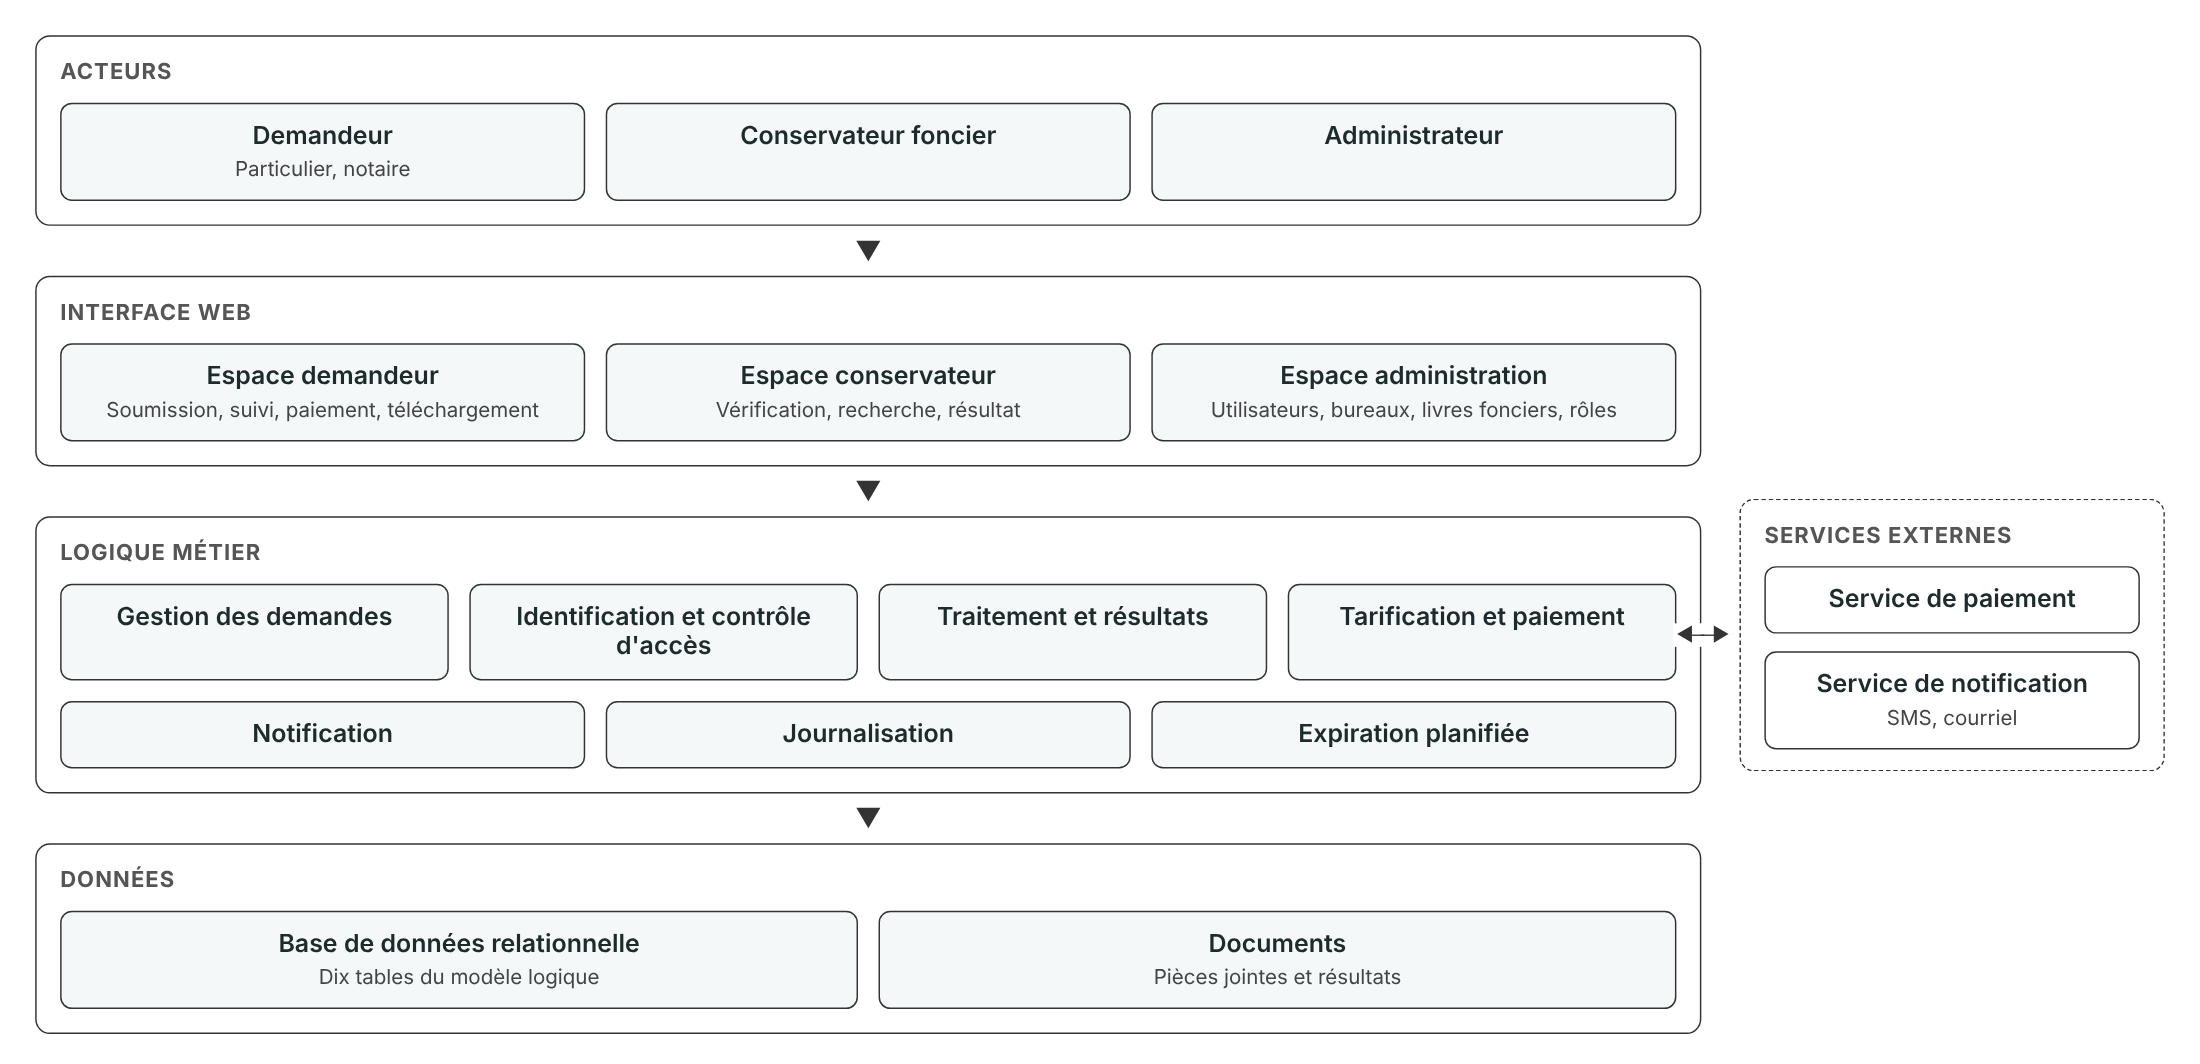 ACTEURS
Demandeur
Particulier, notaire
Conservateur foncier
Administrateur
INTERFACE WEB
Espace demandeur
Soumission, suivi, paiement, téléchargement
Espace conservateur
Vérification, recherche, résultat
Espace administration
Utilisateurs, bureaux, livres fonciers, rôles
LOGIQUE MÉTIER
Gestion des demandes
Identification et contrôle
d'accès
Traitement et résultats
Tarification et paiement
Notification
Journalisation
Expiration planifiée
SERVICES EXTERNES
Service de paiement
Service de notification
SMS, courriel
DONNÉES
Base de données relationnelle
Dix tables du modèle logique
Documents
Pièces jointes et résultats